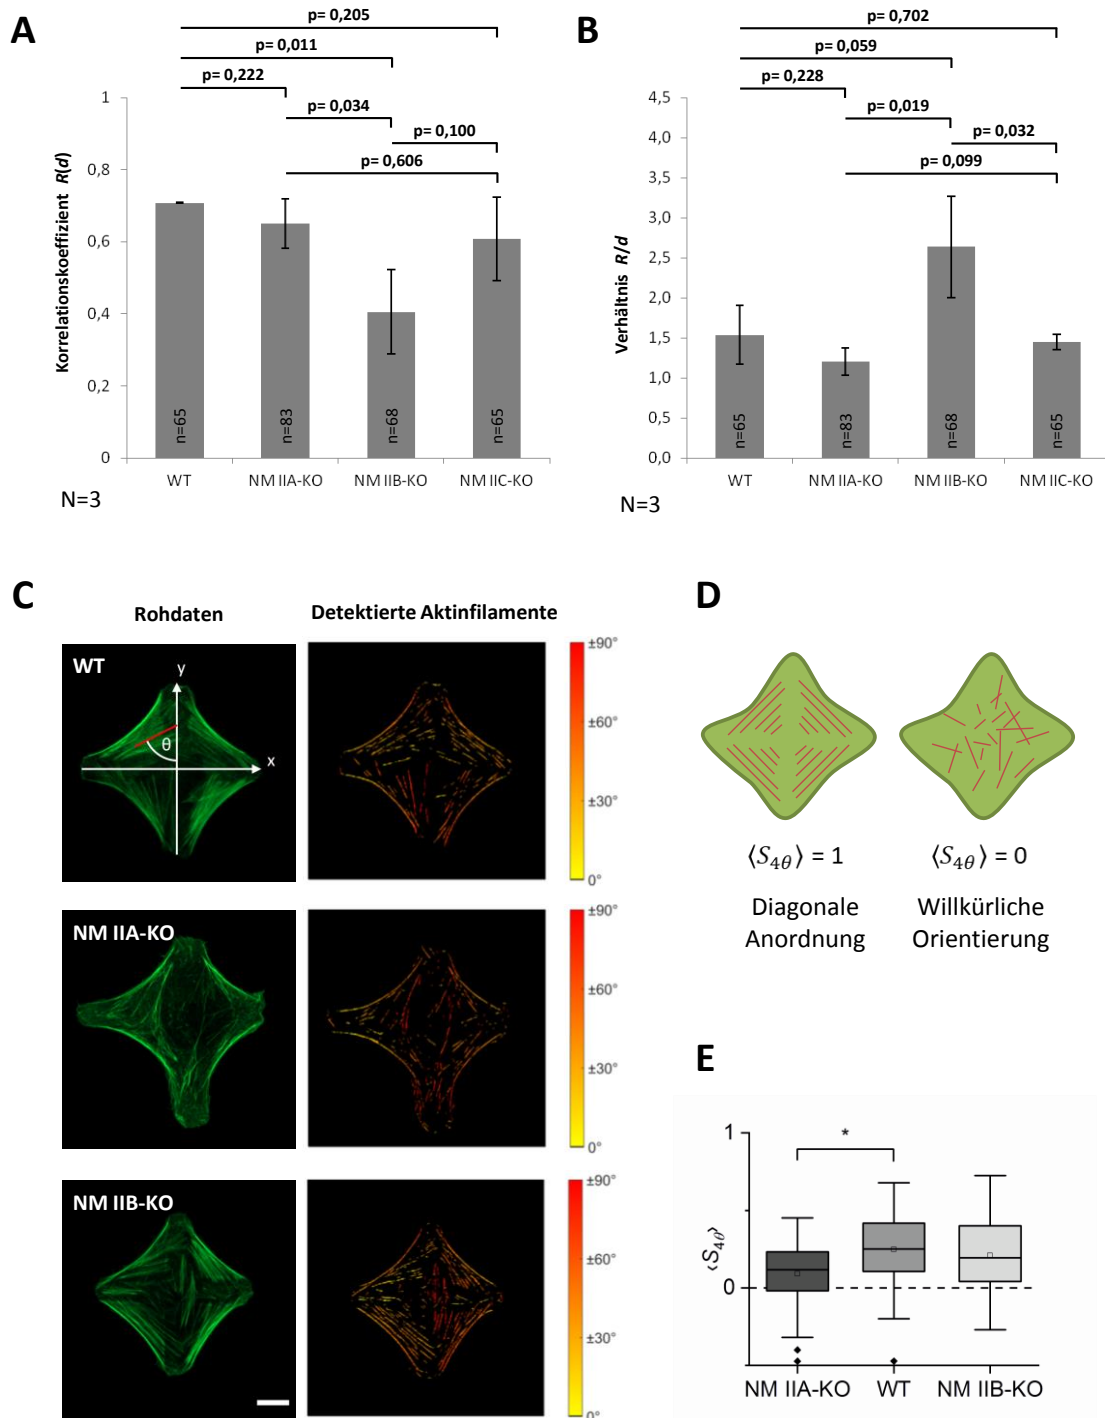 A
p= 0,205
p= 0,011
p= 0,222
p= 0,034
p= 0,100
p= 0,606
Korrelationskoeffizient R(d)
1
0,8
0,6
0,4
0,2
0
n=65
n=83
n=68
n=65
WT
NM IIA-KO
NM IIB-KO
NM IIC-KO
N=3
B
p= 0,702
p= 0,059
p= 0,228
p= 0,019
p= 0,032
p= 0,099
Verhältnis R/d
4,5
4,0
3,5
3,0
2,5
2,0
1,5
1,0
0,5
0,0
n=65
n=83
n=68
n=65
WT
NM IIA-KO
NM IIB-KO
NM IIC-KO
N=3
C
Rohdaten
Detektierte Aktinfilamente
WT
y
θ
x
±90°
±60°
±30°
0°
NM IIA-KO
±90°
±60°
±30°
0°
NM IIB-KO
±90°
±60°
±30°
0°
D
⟨S4θ⟩ = 1
Diagonale
Anordnung
⟨S4θ⟩ = 0
Willkürliche
Orientierung
E
*
⟨S4θ⟩
1
0
NM IIA-KO
WT
NM IIB-KO